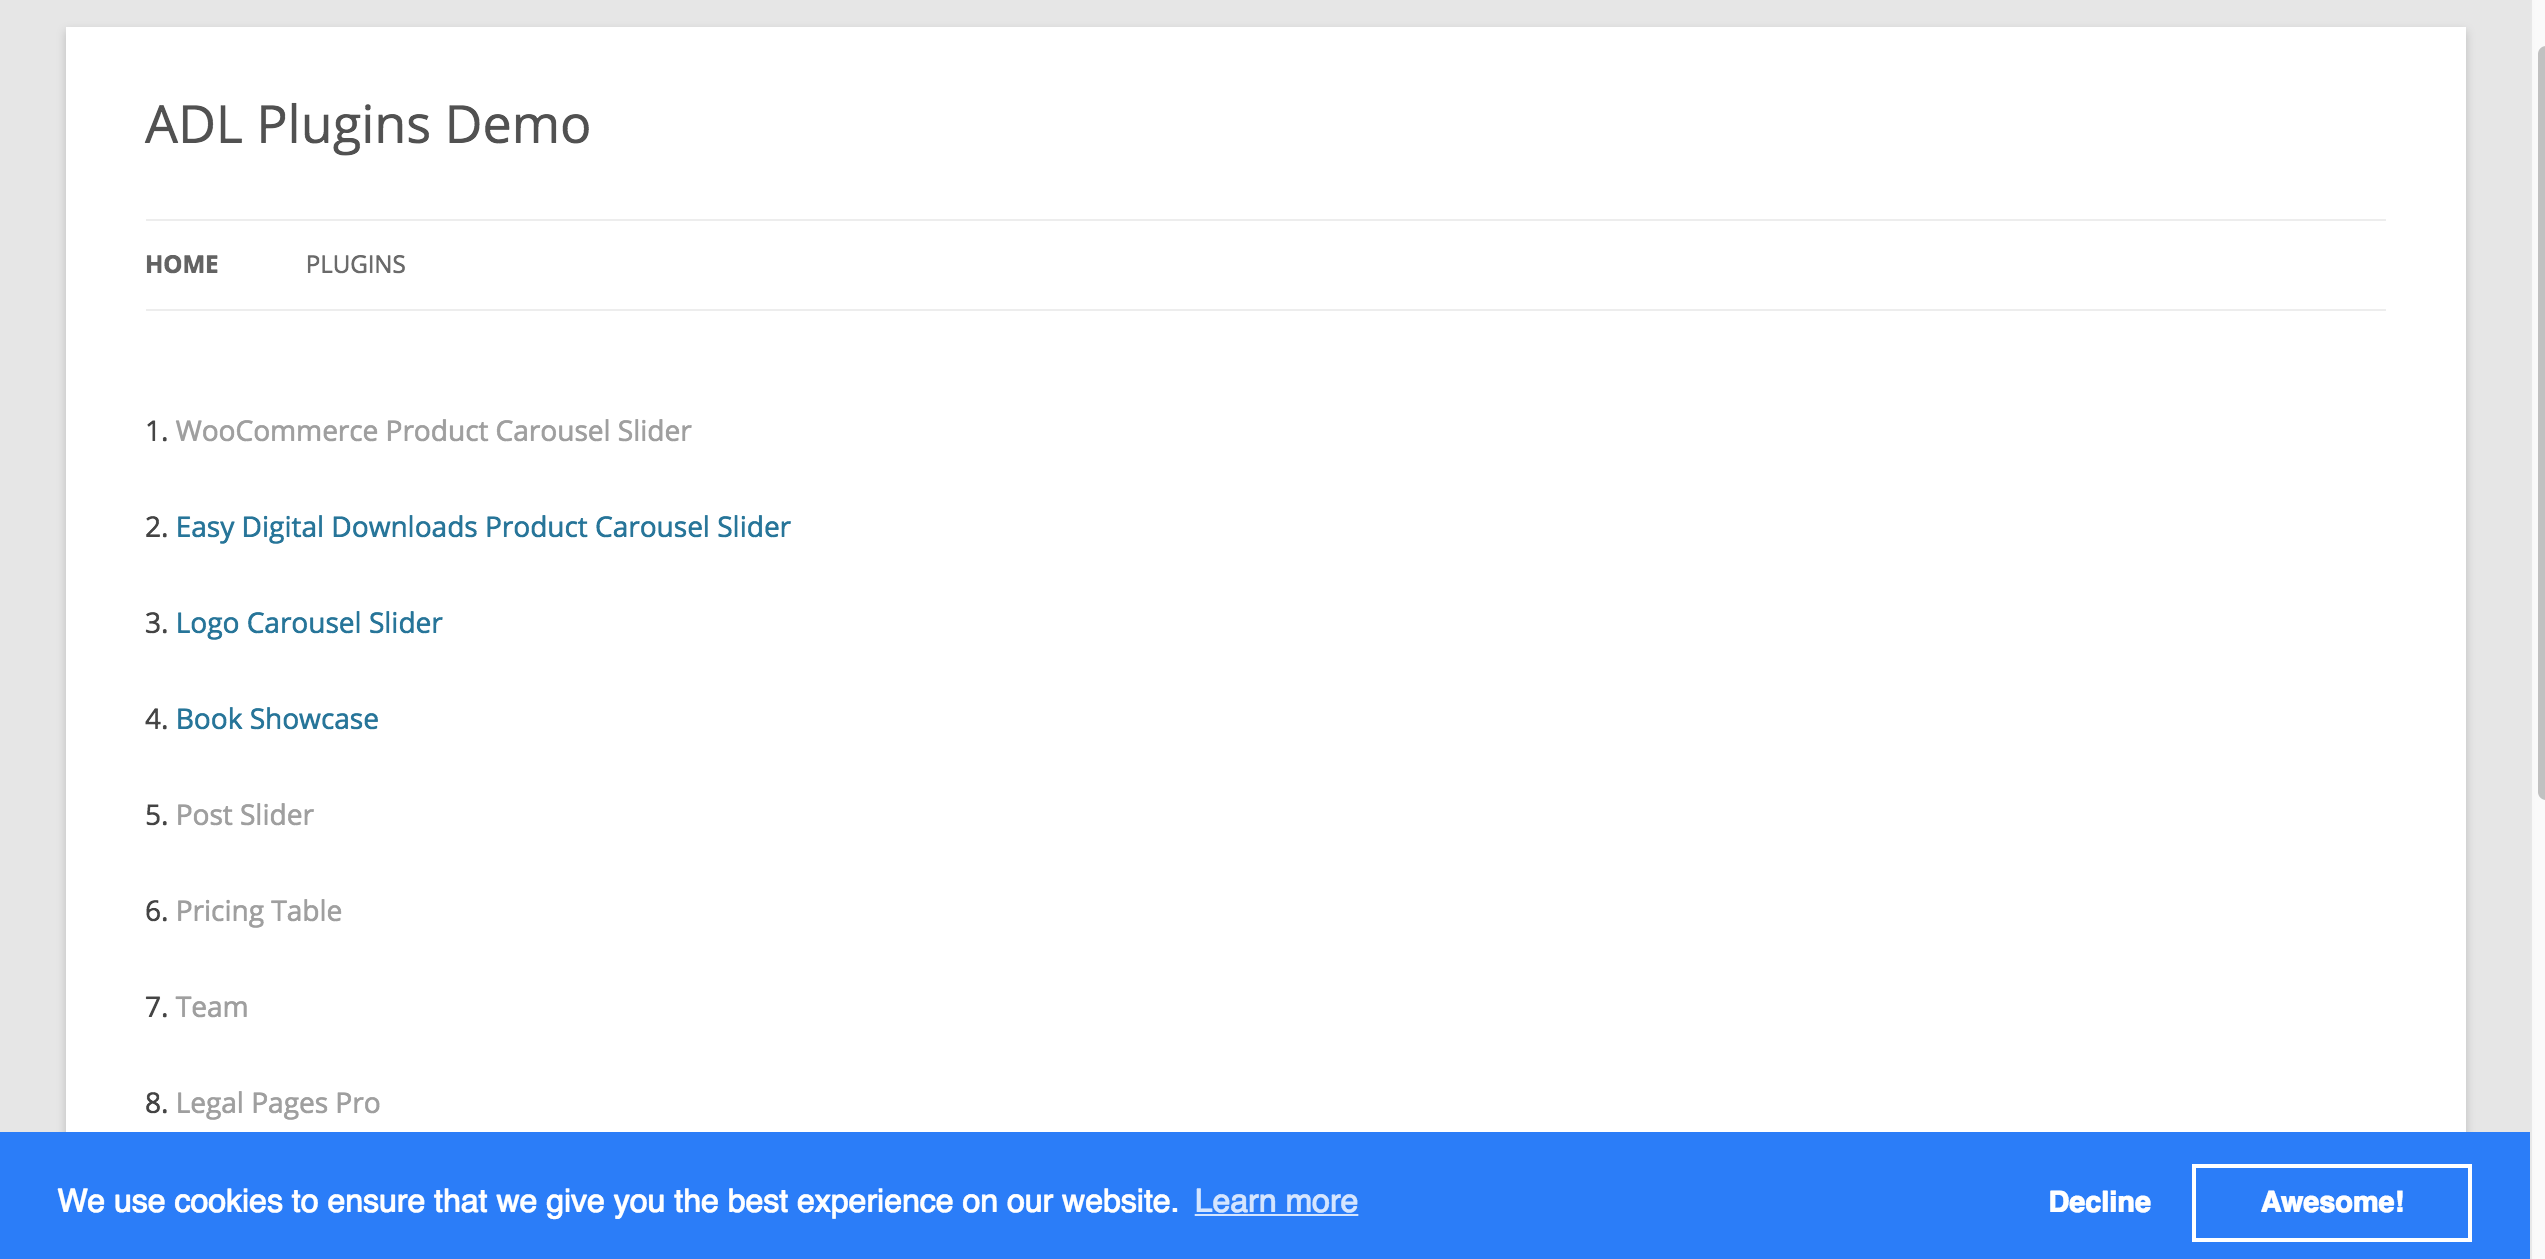 ADL Plugins Demo
HOME PLUGINS
1. WooCommerce Product Carousel Slider
2. Easy Digital Downloads Product Carousel Slider
3. Logo Carousel Slider
4. Book Showcase
5. Post Slider
6. Pricing Table
7. Team
8. Legal Pages Pro
We use cookies to ensure that we give you the best experience on our website. Learn more Decline Awesome!